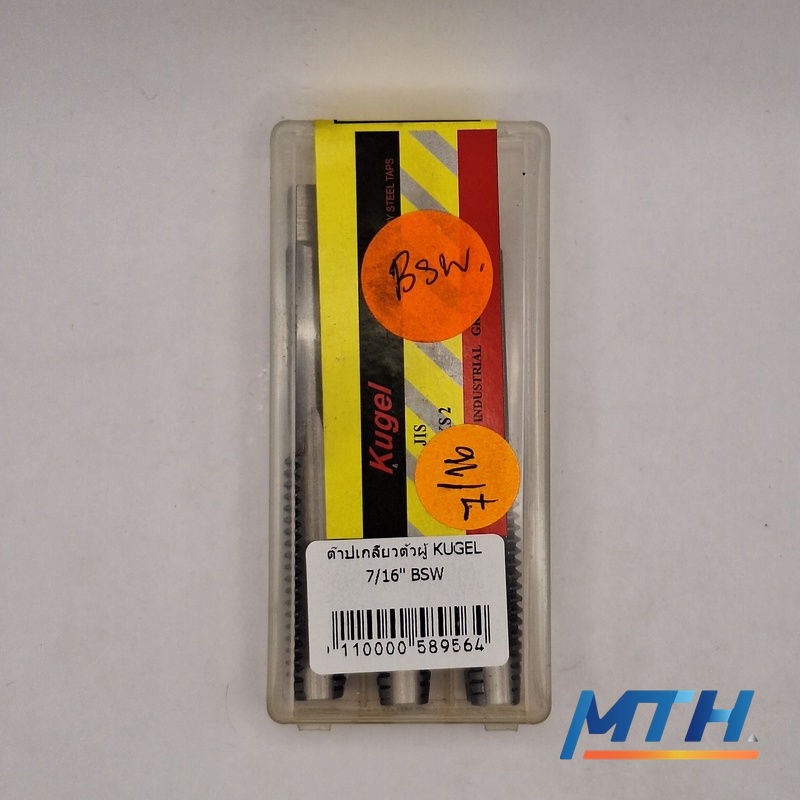 Y STEEL TAPS
BSW.
Kugel
JIS
INDUSTRIAL
7/16
ต๊าปเกลียวตัวผู้ KUGEL
7/16" BSW
110000 589564
MTH